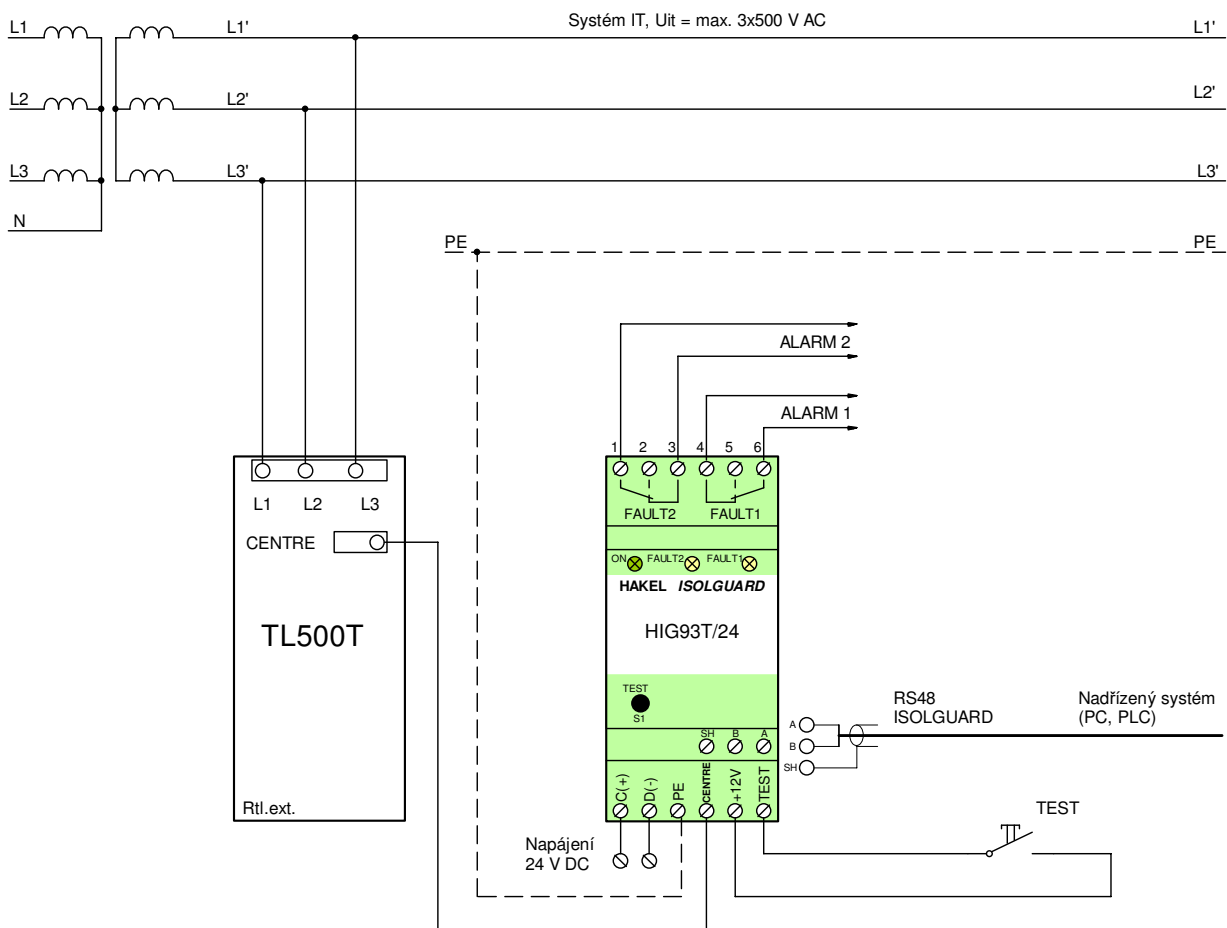 Systém IT, Uit = max. 3x500 V AC
L1 L1' L1'
L2 L2' L2'
L3 L3' L3'
N
PE PE
ALARM 2
ALARM 1
1 2 3 4 5 6
L1 L2 L3
FAULT2 FAULT1
CENTRE
ON FAULT2 FAULT1
HAKEL ISOLGUARD
TL500T
HIG93T/24
TEST
S1
RS48
ISOLGUARD
Nadřízený systém
(PC, PLC)
A
B
SH
SH B A
C(+) D(-) PE CENTRE +12V TEST
Rtl.ext.
TEST
Napájení
24 V DC